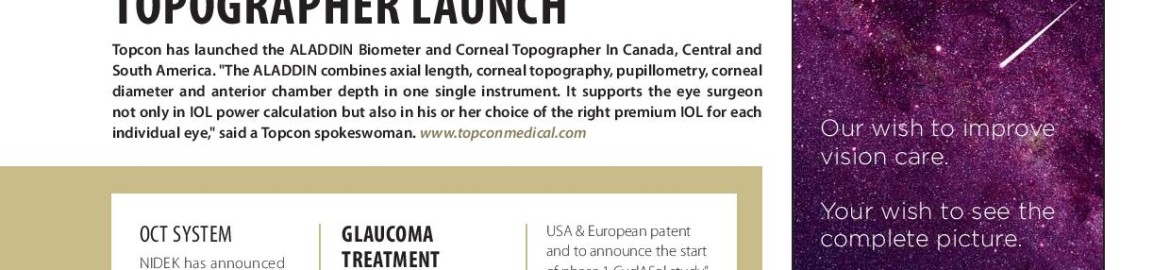 TOPOGRAPHER LAUNCH
Topcon has launched the ALADDIN Biometer and Corneal Topographer In Canada, Central and
South America. "The ALADDIN combines axial length, corneal topography, pupillometry, corneal
diameter and anterior chamber depth in one single instrument. It supports the eye surgeon
not only in IOL power calculation but also in his or her choice of the right premium IOL for each
individual eye," said a Topcon spokeswoman. www.topconmedical.com
OCT SYSTEM
NIDEK has announced
GLAUCOMA
TREATMENT
USA & European patent
and to announce the start
of phase 1 CyclASol study"
Our wish to improve
vision care.
Your wish to see the
complete picture.